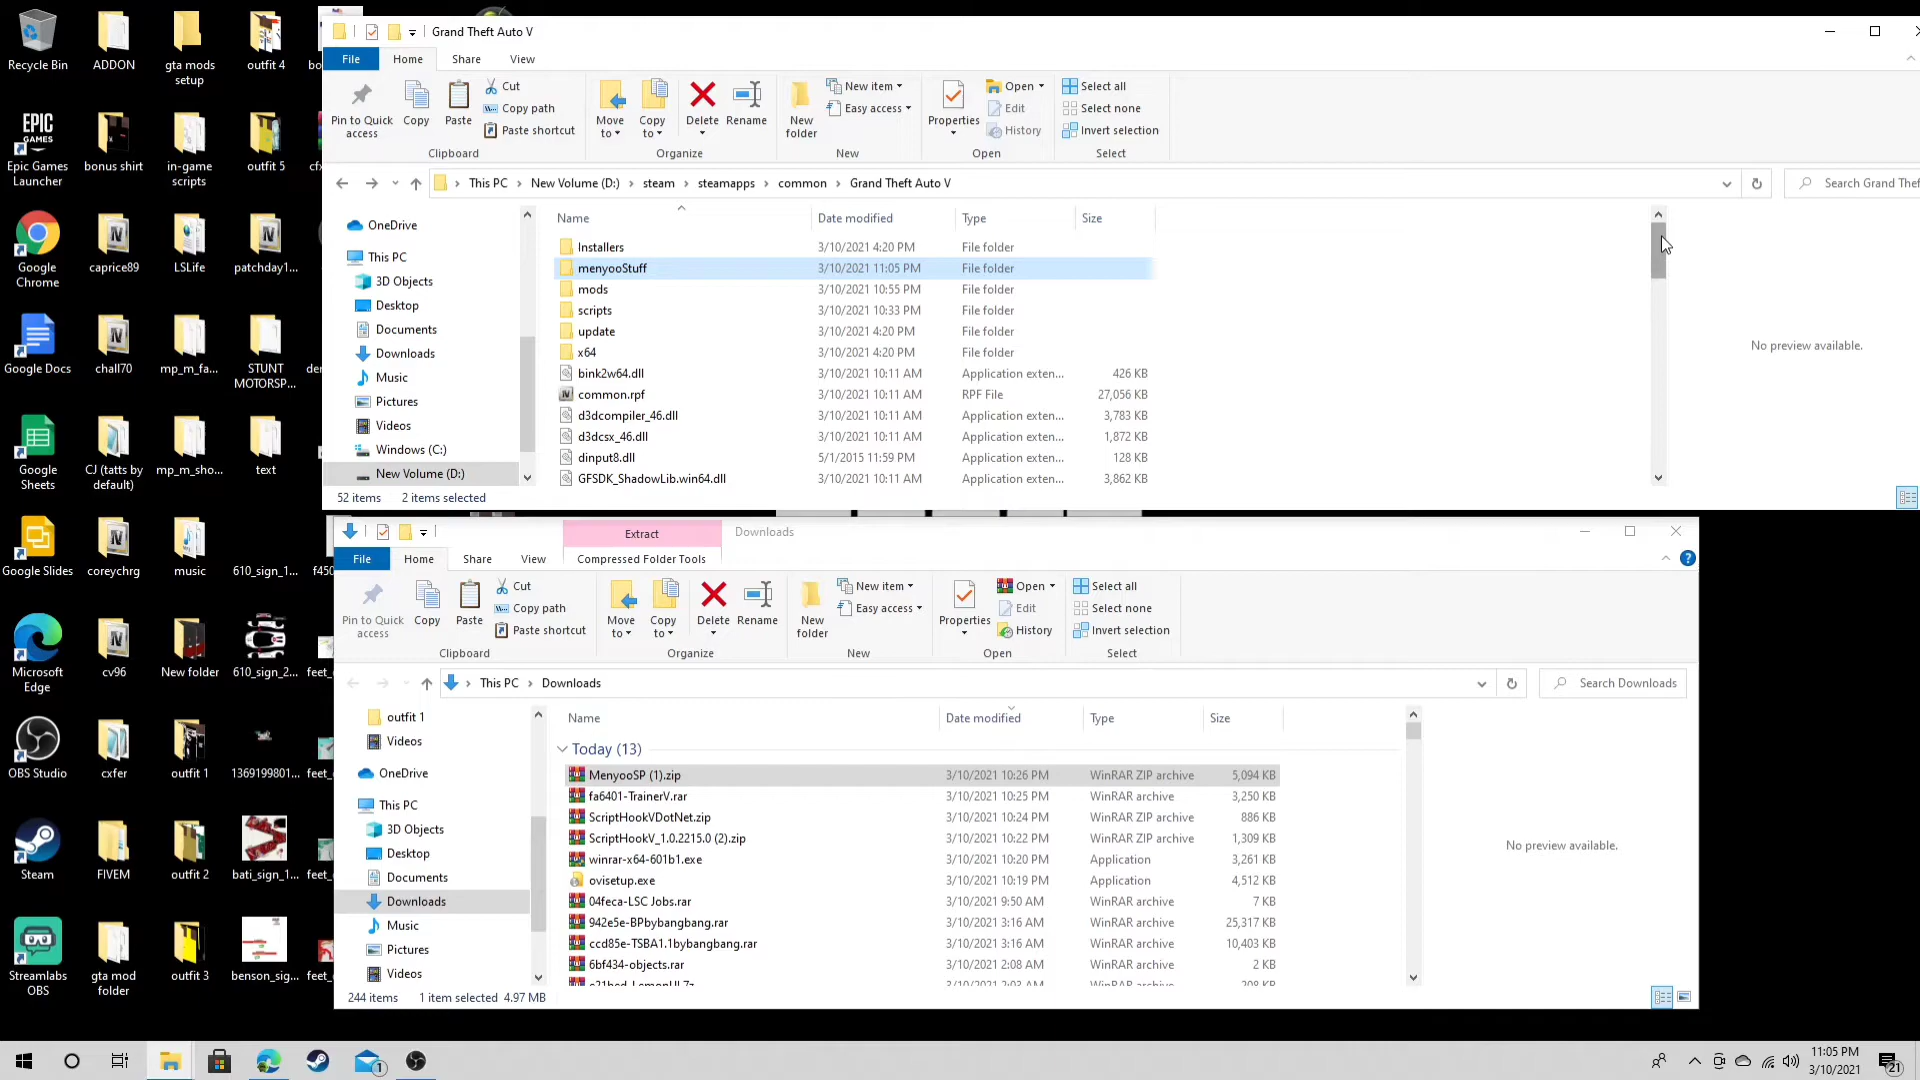 Grand Theft Auto V
File Home Share View
Pin to Quick access
Copy
Paste
Cut
Copy path
Paste shortcut
Move to
Copy to
Delete
Rename
New folder
New item
Easy access
Properties
Open
Edit
History
Select all
Select none
Invert selection
Clipboard Organize New Open Select
This PC New Volume (D:) steam steamapps common Grand Theft Auto V
Search Grand Thef
OneDrive
This PC
3D Objects
Desktop
Documents
Downloads
Music
Pictures
Videos
Windows (C:)
New Volume (D:)
Name Date modified Type Size
Installers 3/10/2021 4:20 PM File folder
menyooStuff 3/10/2021 11:05 PM File folder
mods 3/10/2021 10:55 PM File folder
scripts 3/10/2021 10:33 PM File folder
update 3/10/2021 4:20 PM File folder
x64 3/10/2021 4:20 PM File folder
bink2w64.dll 3/10/2021 10:11 AM Application exten... 426 KB
common.rpf 3/10/2021 10:11 AM RPF File 27,056 KB
d3dcompiler_46.dll 3/10/2021 10:11 AM Application exten... 3,783 KB
d3dcsx_46.dll 3/10/2021 10:11 AM Application exten... 1,872 KB
dinput8.dll 5/1/2015 11:59 PM Application exten... 128 KB
GFSDK_ShadowLib.win64.dll 3/10/2021 10:11 AM Application exten... 3,862 KB
No preview available.
52 items 2 items selected
Extract
Downloads
File Home Share View Compressed Folder Tools
Pin to Quick access
Copy
Paste
Cut
Copy path
Paste shortcut
Move to
Copy to
Delete
Rename
New folder
New item
Easy access
Properties
Open
Edit
History
Select all
Select none
Invert selection
Clipboard Organize New Open Select
This PC Downloads
Search Downloads
outfit 1
Videos
OneDrive
This PC
3D Objects
Desktop
Documents
Downloads
Music
Pictures
Videos
Name Date modified Type Size
Today (13)
MenyooSP (1).zip 3/10/2021 10:26 PM WinRAR ZIP archive 5,094 KB
fa6401-TrainerV.rar 3/10/2021 10:25 PM WinRAR archive 3,250 KB
ScriptHookVDotNet.zip 3/10/2021 10:24 PM WinRAR ZIP archive 886 KB
ScriptHookV_1.0.2215.0 (2).zip 3/10/2021 10:22 PM WinRAR ZIP archive 1,309 KB
winrar-x64-601b1.exe 3/10/2021 10:20 PM Application 3,261 KB
ovisetup.exe 3/10/2021 10:19 PM Application 4,512 KB
04feca-LSC Jobs.rar 3/10/2021 9:50 AM WinRAR archive 7 KB
942e5e-BPbybangbang.rar 3/10/2021 3:16 AM WinRAR archive 25,317 KB
ccd85e-TSBA1.1bybangbang.rar 3/10/2021 3:16 AM WinRAR archive 10,403 KB
6bf434-objects.rar 3/10/2021 2:08 AM WinRAR archive 2 KB
No preview available.
244 items 1 item selected 4.97 MB
Recycle Bin
ADDON
gta mods setup
outfit 4
EPIC GAMES
Epic Games Launcher
bonus shirt
in-game scripts
outfit 5
Google Chrome
caprice89
LSLife
patchday1...
Google Docs
chall70
mp_m_fa...
STUNT MOTORSP...
Google Sheets
CJ (tatts by default)
mp_m_sho...
text
Google Slides
coreychrg
music
610_sign_1...
Microsoft Edge
cv96
New folder
610_sign_2...
OBS Studio
cxfer
outfit 1
1369199801...
Steam
FIVEM
outfit 2
bati_sign_1...
Streamlabs OBS
gta mod folder
outfit 3
benson_sig...
11:05 PM
3/10/2021
1
21